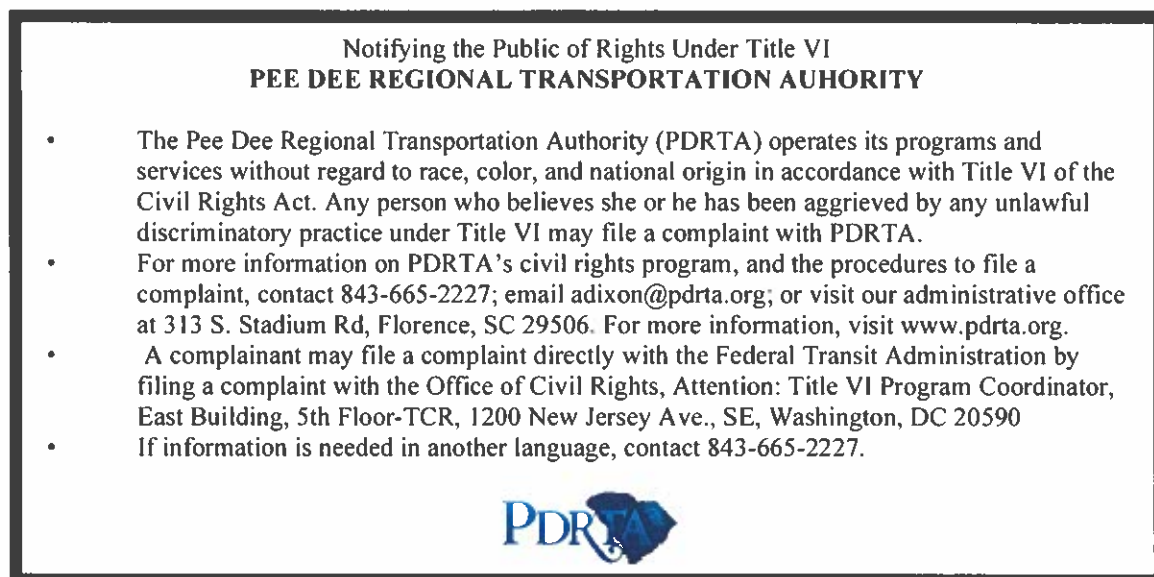 Notifying the Public of Rights Under Title VI
PEE DEE REGIONAL TRANSPORTATION AUHORITY
• The Pee Dee Regional Transportation Authority (PDRTA) operates its programs and
services without regard to race, color, and national origin in accordance with Title VI of the
Civil Rights Act. Any person who believes she or he has been aggrieved by any unlawful
discriminatory practice under Title VI may file a complaint with PDRTA.
• For more information on PDRTA's civil rights program, and the procedures to file a
complaint, contact 843-665-2227; email adixon@pdrta.org; or visit our administrative office
at 313 S. Stadium Rd, Florence, SC 29506. For more information, visit www.pdrta.org.
• A complainant may file a complaint directly with the Federal Transit Administration by
filing a complaint with the Office of Civil Rights, Attention: Title VI Program Coordinator,
East Building, 5th Floor-TCR, 1200 New Jersey Ave., SE, Washington, DC 20590
• If information is needed in another language, contact 843-665-2227.
PDRTA